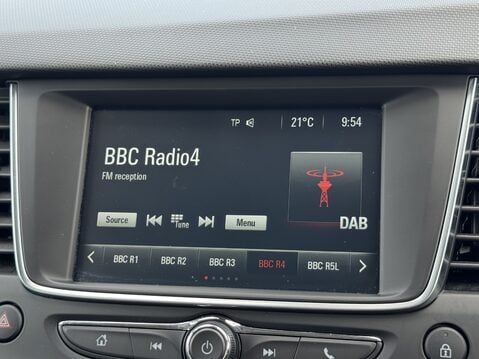 TP 21°C 9:54
BBC Radio4
FM reception
Source Tune Menu
DAB
BBC R1 BBC R2 BBC R3 BBC R4 BBC R5L